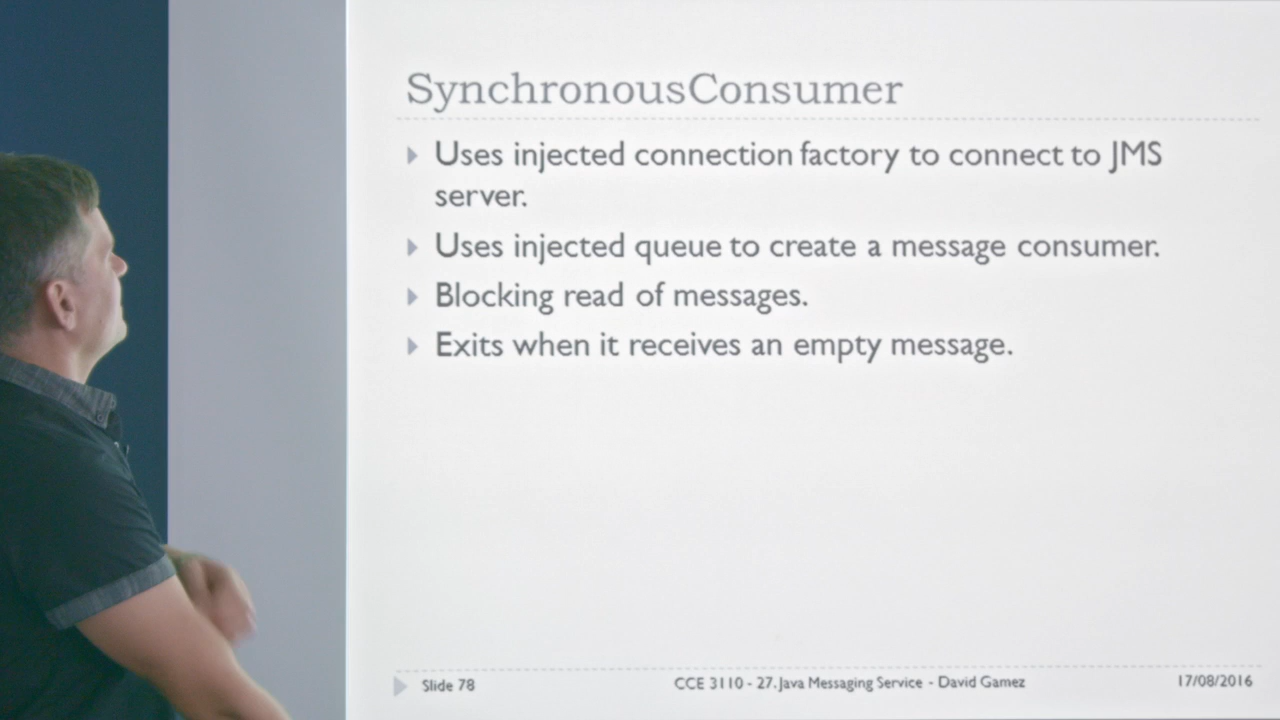 SynchronousConsumer
Uses injected connection factory to connect to JMS
server.
Uses injected queue to create a message consumer.
Blocking read of messages.
Exits when it receives an empty message.
Slide 78
CCE 3110 - 27. Java Messaging Service - David Gamez
17/08/2016